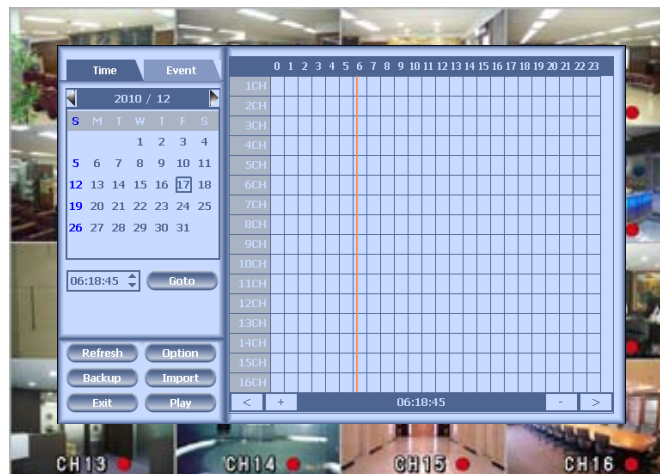 Time Event
2010 / 12
S M T W T F S
1 2 3 4
5 6 7 8 9 10 11
12 13 14 15 16 17 18
19 20 21 22 23 24 25
26 27 28 29 30 31
06:18:45 Goto
Refresh Option
Backup Import
Exit Play
0 1 2 3 4 5 6 7 8 9 10 11 12 13 14 15 16 17 18 19 20 21 22 23
1CH
2CH
3CH
4CH
5CH
6CH
7CH
8CH
9CH
10CH
11CH
12CH
13CH
14CH
15CH
16CH
< + 06:18:45 - >
CH13 CH14 CH15 CH16